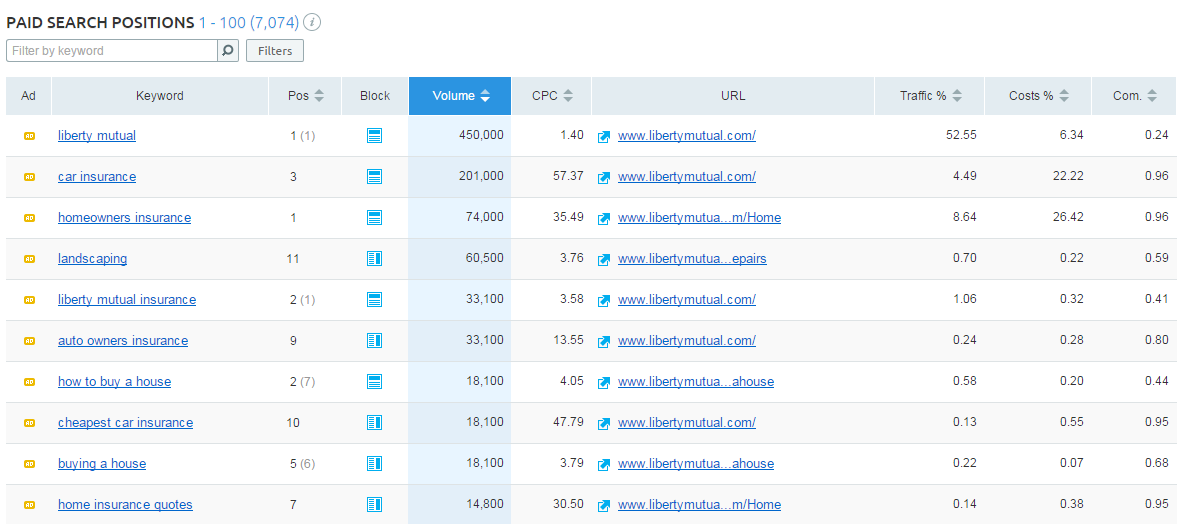 PAID SEARCH POSITIONS 1 - 100 (7,074) i
Filter by keyword Filters
Ad Keyword Pos Block Volume CPC URL Traffic % Costs % Com.
AD liberty mutual 1 (1) 450,000 1.40 www.libertymutual.com/ 52.55 6.34 0.24
AD car insurance 3 201,000 57.37 www.libertymutual.com/ 4.49 22.22 0.96
AD homeowners insurance 1 74,000 35.49 www.libertymutua...m/Home 8.64 26.42 0.96
AD landscaping 11 60,500 3.76 www.libertymutua...epairs 0.70 0.22 0.59
AD liberty mutual insurance 2 (1) 33,100 3.58 www.libertymutual.com/ 1.06 0.32 0.41
AD auto owners insurance 9 33,100 13.55 www.libertymutual.com/ 0.24 0.28 0.80
AD how to buy a house 2 (7) 18,100 4.05 www.libertymutua...ahouse 0.58 0.20 0.44
AD cheapest car insurance 10 18,100 47.79 www.libertymutual.com/ 0.13 0.55 0.95
AD buying a house 5 (6) 18,100 3.79 www.libertymutua...ahouse 0.22 0.07 0.68
AD home insurance quotes 7 14,800 30.50 www.libertymutua...m/Home 0.14 0.38 0.95